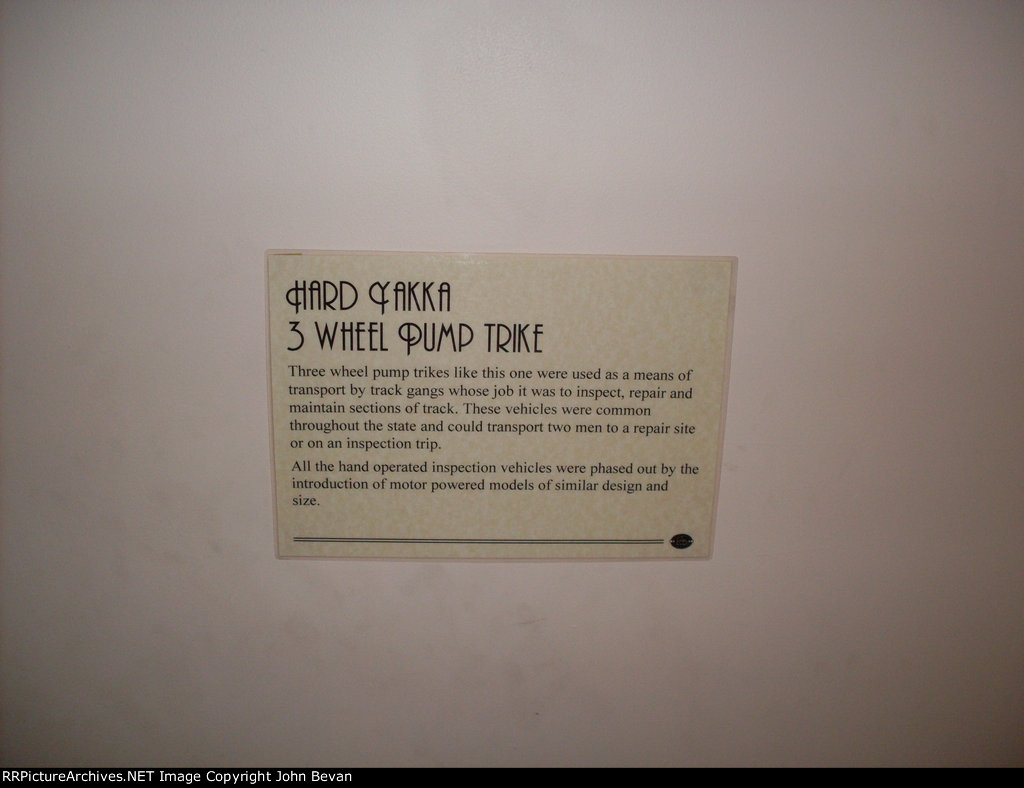 Hard Yakka
3 Wheel Pump Trike
Three wheel pump trikes like this one were used as a means of
transport by track gangs whose job it was to inspect, repair and
maintain sections of track. These vehicles were common
throughout the state and could transport two men to a repair site
or on an inspection trip.
All the hand operated inspection vehicles were phased out by the
introduction of motor powered models of similar design and
size.
RRPictureArchives.NET Image Copyright John Bevan